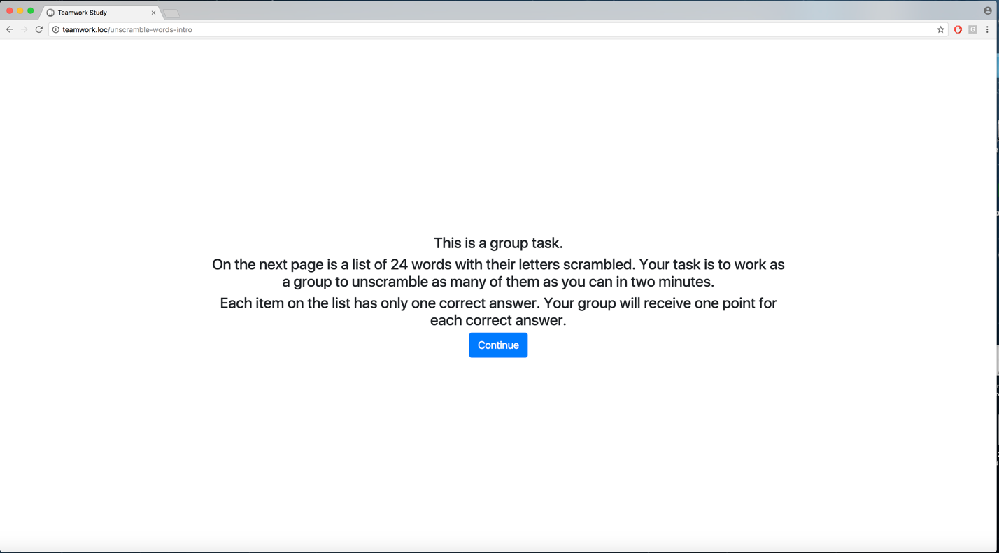 Teamwork Study
teamwork.loc/unscramble-words-intro
This is a group task.
On the next page is a list of 24 words with their letters scrambled. Your task is to work as
a group to unscramble as many of them as you can in two minutes.
Each item on the list has only one correct answer. Your group will receive one point for
each correct answer.
Continue